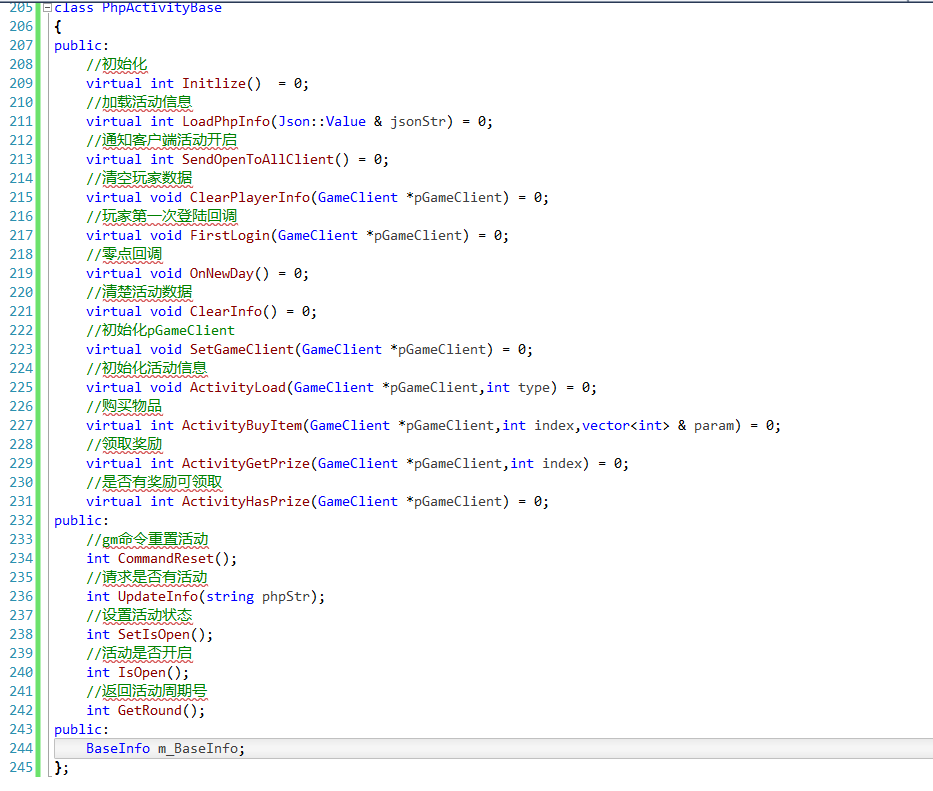 205 class PhpActivityBase
206 {
207 public:
208 //初始化
209 virtual int Initlize()  = 0;
210 //加载活动信息
211 virtual int LoadPhpInfo(Json::Value & jsonStr) = 0;
212 //通知客户端活动开启
213 virtual int SendOpenToAllClient() = 0;
214 //清空玩家数据
215 virtual void ClearPlayerInfo(GameClient *pGameClient) = 0;
216 //玩家第一次登陆回调
217 virtual void FirstLogin(GameClient *pGameClient) = 0;
218 //零点回调
219 virtual void OnNewDay() = 0;
220 //清楚活动数据
221 virtual void ClearInfo() = 0;
222 //初始化pGameClient
223 virtual void SetGameClient(GameClient *pGameClient) = 0;
224 //初始化活动信息
225 virtual void ActivityLoad(GameClient *pGameClient,int type) = 0;
226 //购买物品
227 virtual int ActivityBuyItem(GameClient *pGameClient,int index,vector<int> & param) = 0;
228 //领取奖励
229 virtual int ActivityGetPrize(GameClient *pGameClient,int index) = 0;
230 //是否有奖励可领取
231 virtual int ActivityHasPrize(GameClient *pGameClient) = 0;
232 public:
233 //gm命令重置活动
234 int CommandReset();
235 //请求是否有活动
236 int UpdateInfo(string phpStr);
237 //设置活动状态
238 int SetIsOpen();
239 //活动是否开启
240 int IsOpen();
241 //返回活动周期号
242 int GetRound();
243 public:
244 BaseInfo m_BaseInfo;
245 };